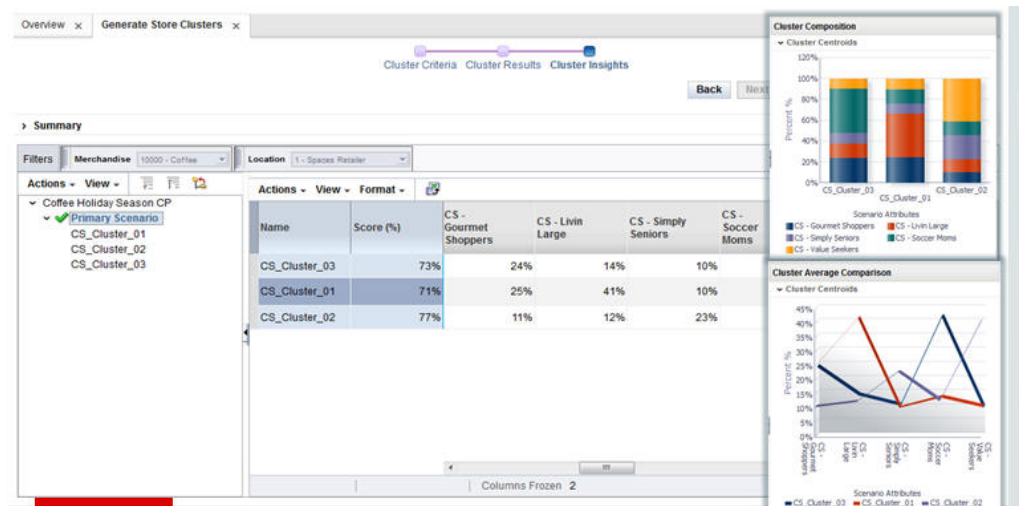 Overview x Generate Store Clusters x
Cluster Criteria Cluster Results Cluster Insights
Back Next
Summary
Filters Merchandise 10000 - Coffee Location 1 - Spaces Retailer
Actions View
Coffee Holiday Season CP
Primary Scenario
CS_Cluster_01
CS_Cluster_02
CS_Cluster_03
Actions View Format
Name Score (%) CS - Gourmet Shoppers CS - Livin Large CS - Simply Seniors CS - Soccer Moms
CS_Cluster_03 73% 24% 14% 10%
CS_Cluster_01 71% 25% 41% 10%
CS_Cluster_02 77% 11% 12% 23%
Columns Frozen 2
Cluster Composition
Cluster Centroids
120%
100%
80%
60%
40%
20%
0%
Percent %
CS_Cluster_03 CS_Cluster_01 CS_Cluster_02
Scenario Attributes
CS - Gourmet Shoppers CS - Livin Large
CS - Simply Seniors CS - Soccer Moms
CS - Value Seekers
Cluster Average Comparison
Cluster Centroids
45%
35%
30%
25%
20%
15%
10%
5%
0%
Percent %
CS - Gourmet Shoppers
CS - Livin Large
CS - Simply Seniors
CS - Soccer Moms
CS - Value Seekers
Scenario Attributes
CS_Cluster_03 CS_Cluster_01 CS_Cluster_02